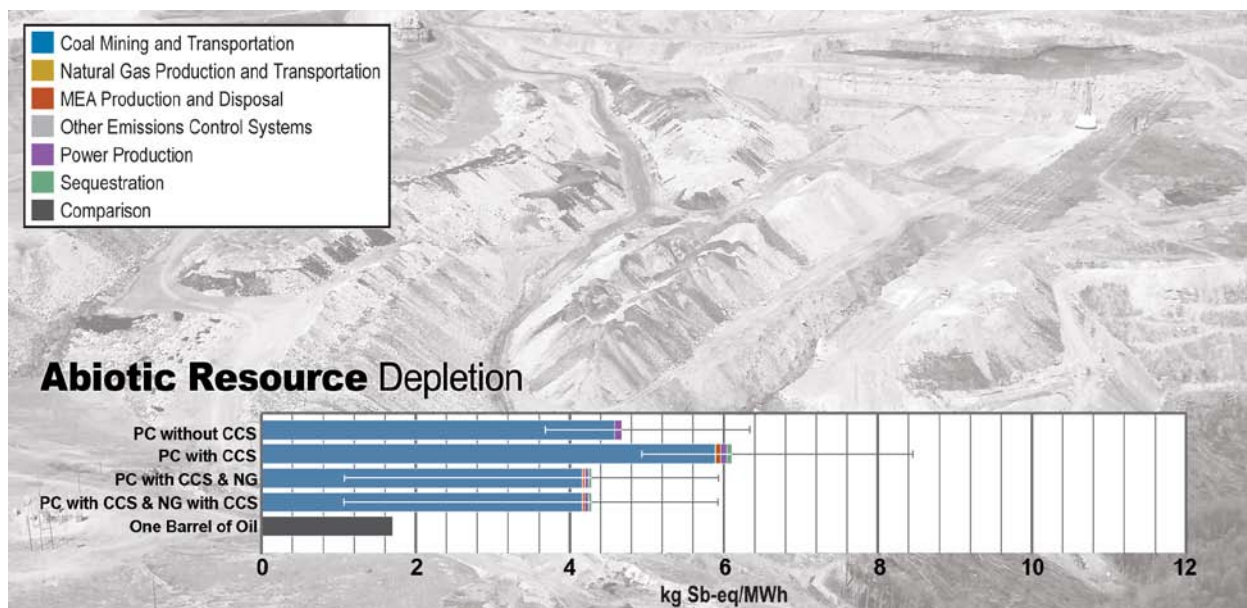 Coal Mining and Transportation
Natural Gas Production and Transportation
MEA Production and Disposal
Other Emissions Control Systems
Power Production
Sequestration
Comparison
Abiotic Resource Depletion
PC without CCS
PC with CCS
PC with CCS & NG
PC with CCS & NG with CCS
One Barrel of Oil
0 2 4 6 8 10 12
kg Sb-eq/MWh